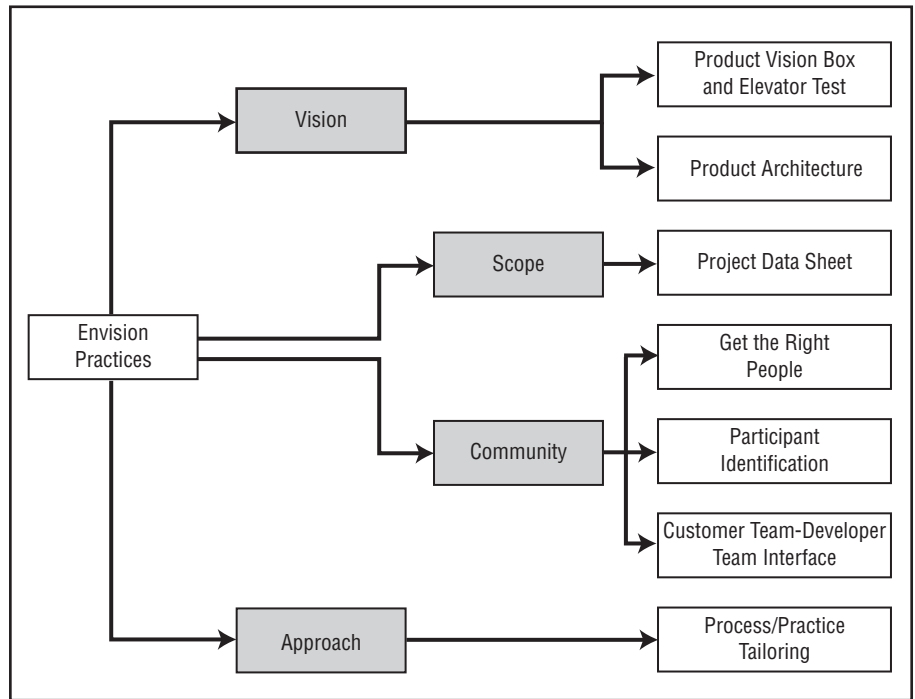 Product Vision Box
and Elevator Test
Vision
Product Architecture
Scope
Project Data Sheet
Envision
Practices
Get the Right
People
Community
Participant
Identification
Customer Team-Developer
Team Interface
Approach
Process/Practice
Tailoring